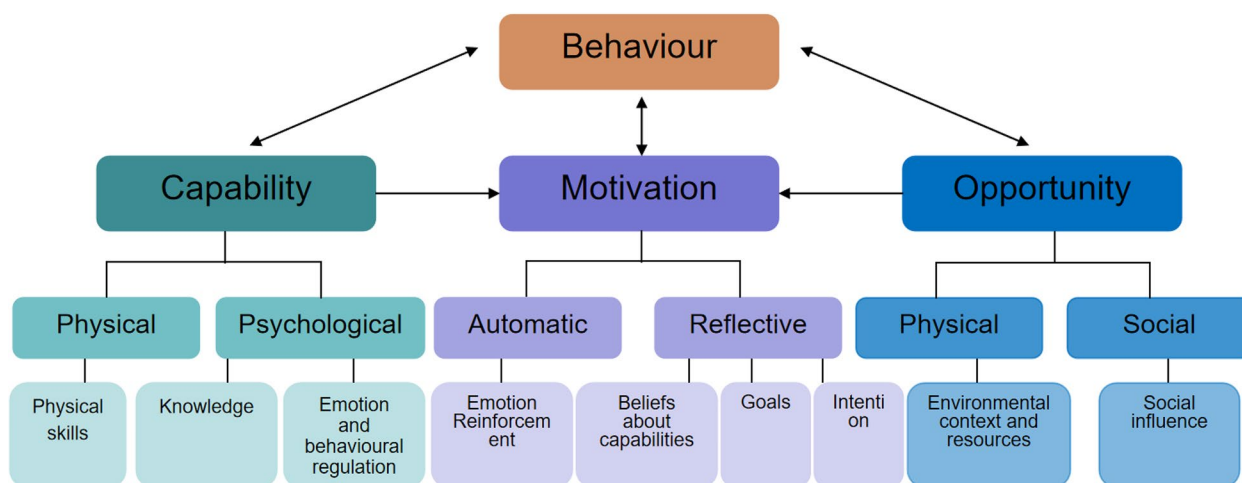 Behaviour
Capability
Motivation
Opportunity
Physical
Psychological
Automatic
Reflective
Physical
Social
Physical
skills
Knowledge
Emotion
and
behavioural
regulation
Emotion
Reinforcem
ent
Beliefs
about
capabilities
Goals
Intenti
on
Environmental
context and
resources
Social
influence